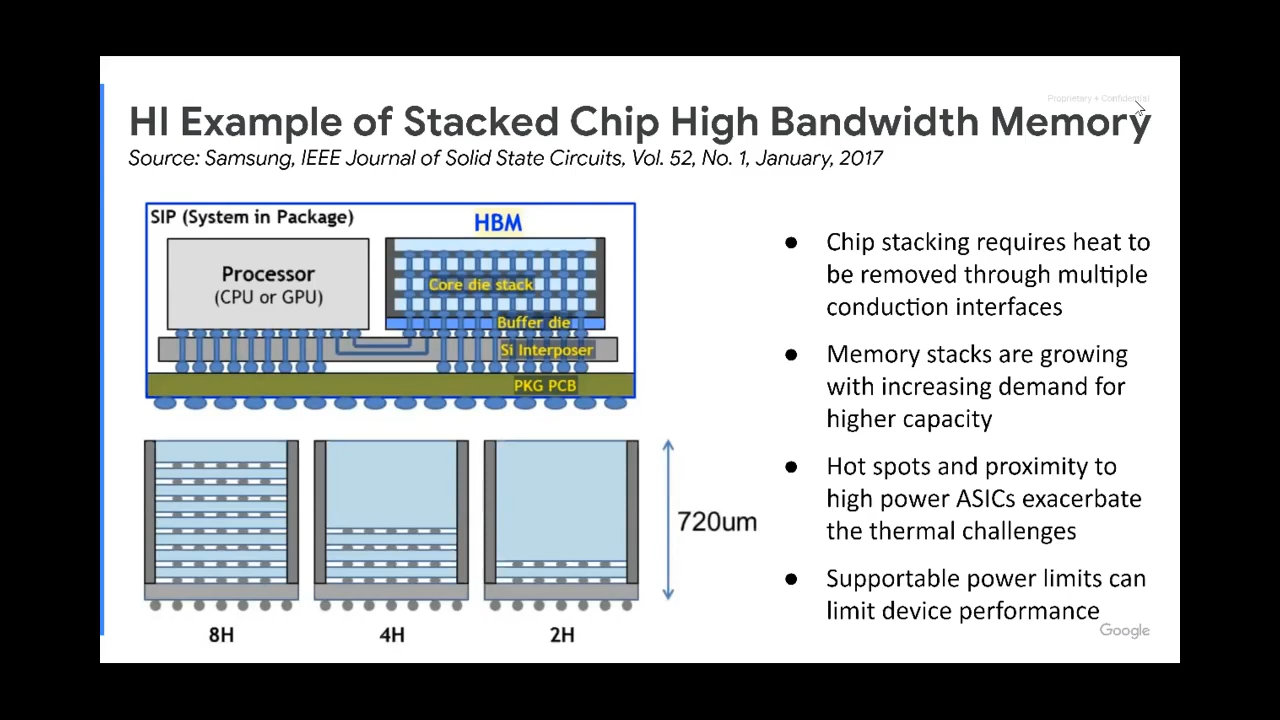 Proprietary + Confidential
HI Example of Stacked Chip High Bandwidth Memory
Source: Samsung, IEEE Journal of Solid State Circuits, Vol. 52, No. 1, January, 2017
SIP (System in Package)
HBM
Processor
(CPU or GPU)
Core die stack
Buffer die
Si Interposer
PKG PCB
720um
8H
4H
2H
● Chip stacking requires heat to
be removed through multiple
conduction interfaces
● Memory stacks are growing
with increasing demand for
higher capacity
● Hot spots and proximity to
high power ASICs exacerbate
the thermal challenges
● Supportable power limits can
limit device performance
Google